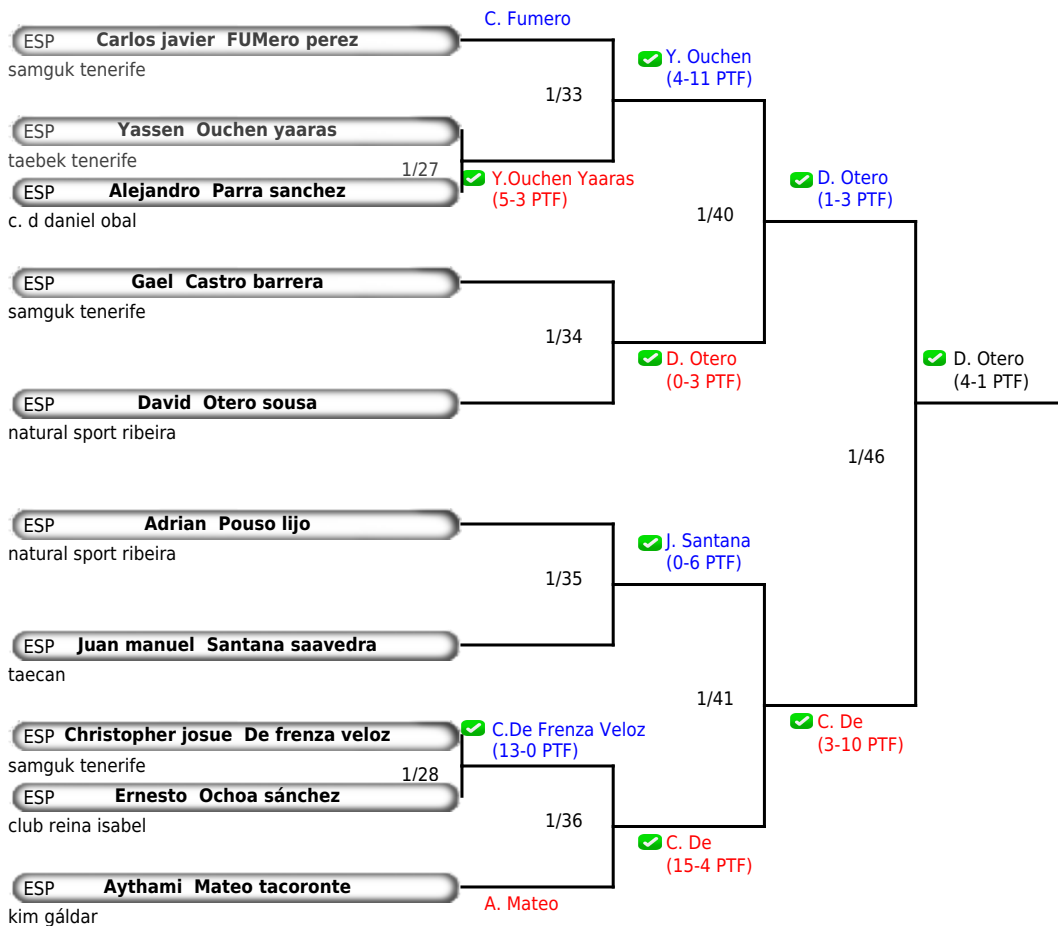 C. Fumero
ESP Carlos javier FUMero perez
samguk tenerife
Y. Ouchen
(4-11 PTF)
1/33
ESP Yassen Ouchen yaaras
taebek tenerife
1/27
Y.Ouchen Yaaras
(5-3 PTF)
ESP Alejandro Parra sanchez
c. d daniel obal
D. Otero
(1-3 PTF)
1/40
ESP Gael Castro barrera
samguk tenerife
1/34
D. Otero
(0-3 PTF)
D. Otero
(4-1 PTF)
ESP David Otero sousa
natural sport ribeira
1/46
ESP Adrian Pouso lijo
natural sport ribeira
J. Santana
(0-6 PTF)
1/35
ESP Juan manuel Santana saavedra
taecan
1/41
C. De
(3-10 PTF)
ESP Christopher josue De frenza veloz
samguk tenerife
C.De Frenza Veloz
(13-0 PTF)
1/28
ESP Ernesto Ochoa sánchez
club reina isabel
1/36
C. De
(15-4 PTF)
ESP Aythami Mateo tacoronte
kim gáldar
A. Mateo